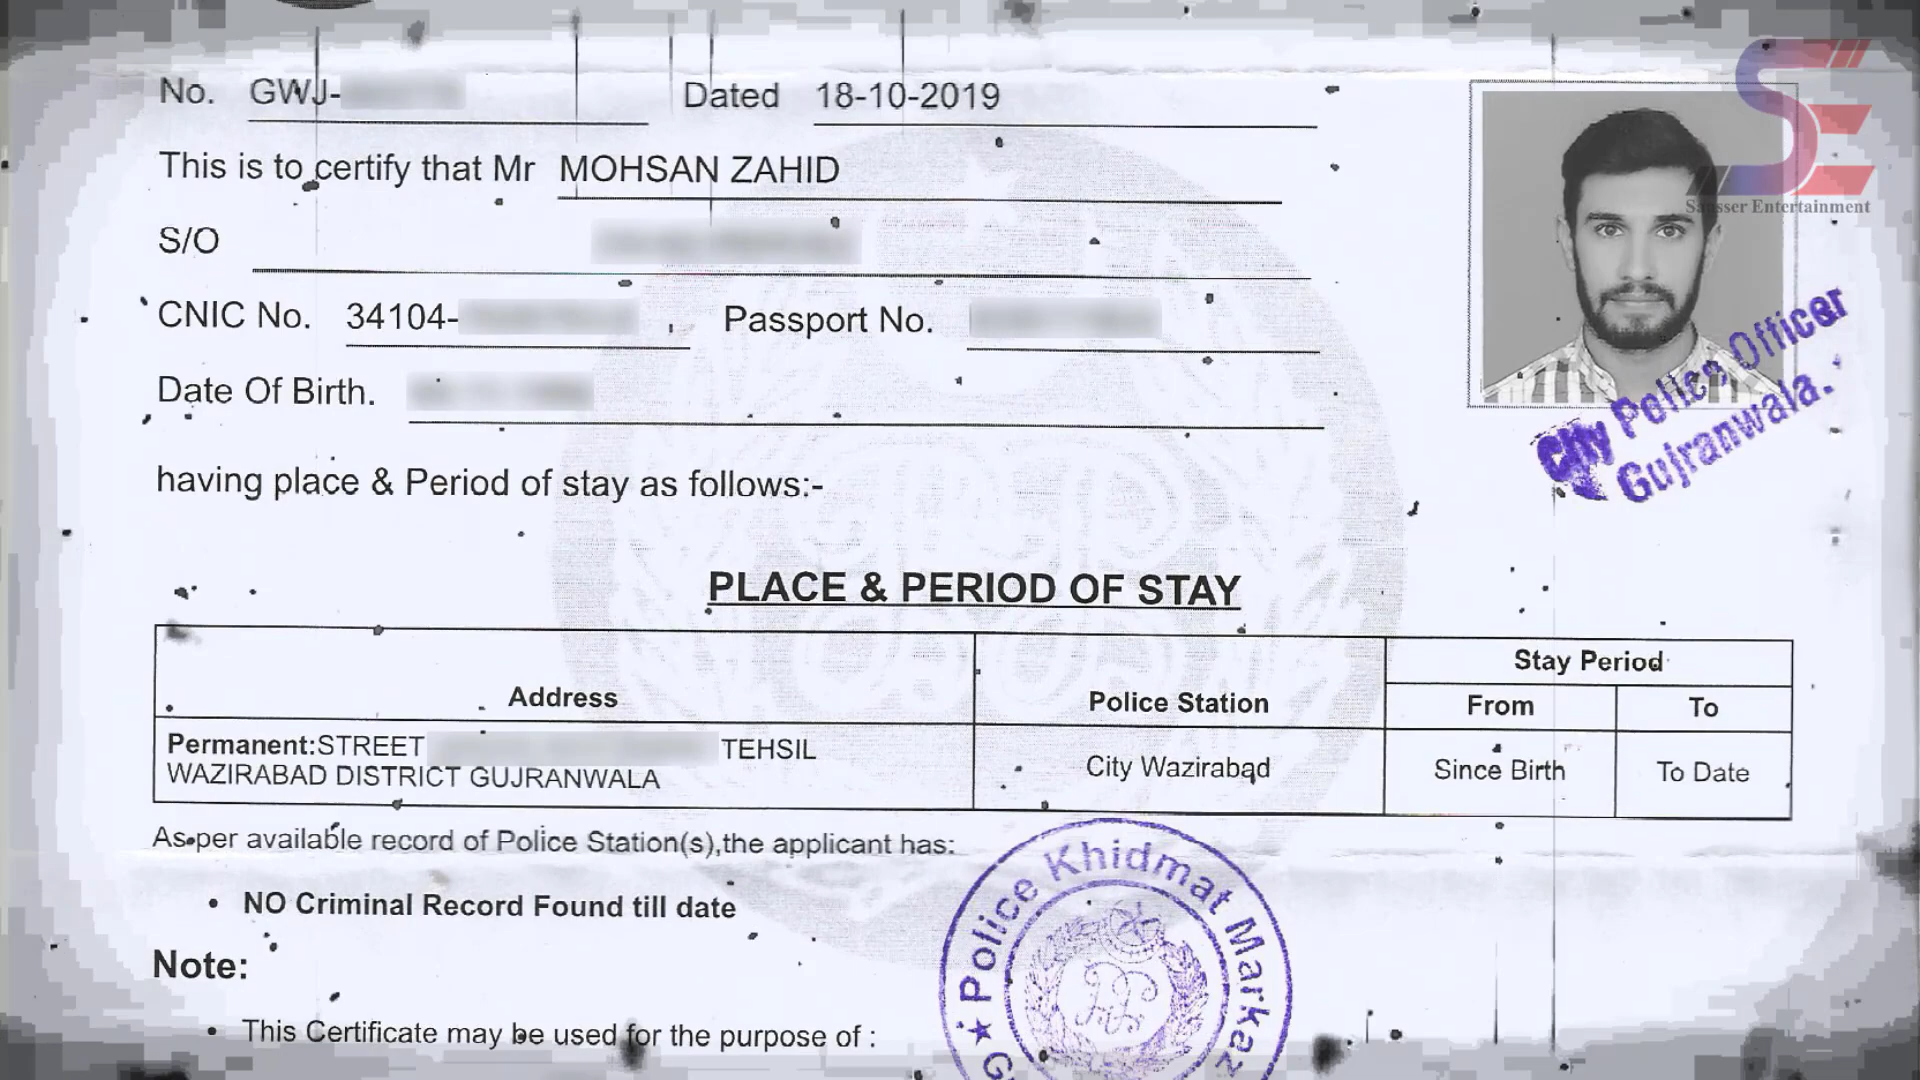 No. GWJ- Dated 18-10-2019
This is to certify that Mr MOHSAN ZAHID
S/O
CNIC No. 34104- Passport No.
Date Of Birth.
having place & Period of stay as follows:-
SE
Sansser Entertainment
City Police Officer
Gujranwala.
PLACE & PERIOD OF STAY
Address Police Station Stay Period
From To
Permanent:STREET TEHSIL
WAZIRABAD DISTRICT GUJRANWALA
City Wazirabad Since Birth To Date
As per available record of Police Station(s),the applicant has:
• NO Criminal Record Found till date
Note:
• This Certificate may be used for the purpose of :
★ Police Khidmat Markaz